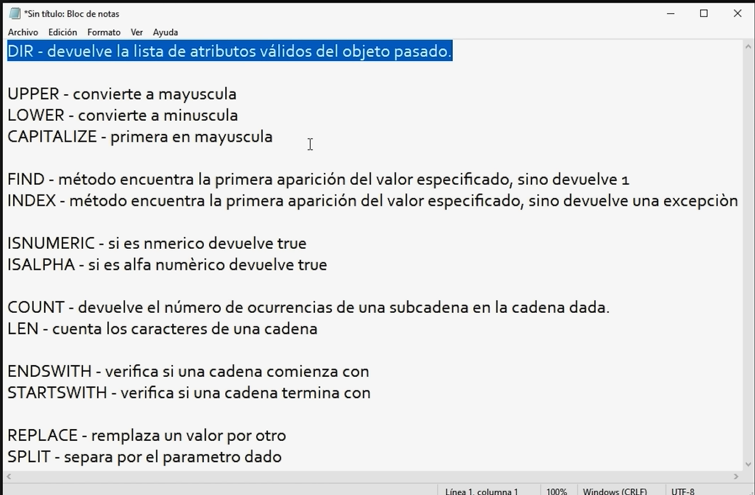 *Sin título: Bloc de notas
Archivo Edición Formato Ver Ayuda
DIR - devuelve la lista de atributos válidos del objeto pasado.
UPPER - convierte a mayuscula
LOWER - convierte a minuscula
CAPITALIZE - primera en mayuscula
FIND - método encuentra la primera aparición del valor especificado, sino devuelve 1
INDEX - método encuentra la primera aparición del valor especificado, sino devuelve una excepciòn
ISNUMERIC - si es nmerico devuelve true
ISALPHA - si es alfa numèrico devuelve true
COUNT - devuelve el número de ocurrencias de una subcadena en la cadena dada.
LEN - cuenta los caracteres de una cadena
ENDSWITH - verifica si una cadena comienza con
STARTSWITH - verifica si una cadena termina con
REPLACE - remplaza un valor por otro
SPLIT - separa por el parametro dado
Línea 1, columna 1 100% Windows (CRLF) UTF-8